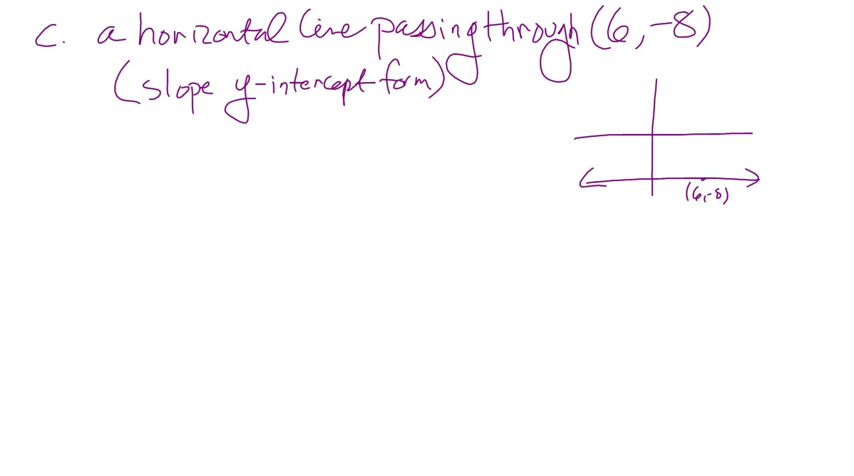 c. a horizontal line passing through (6, -8)
(slope y-intercept form)
(6, -8)